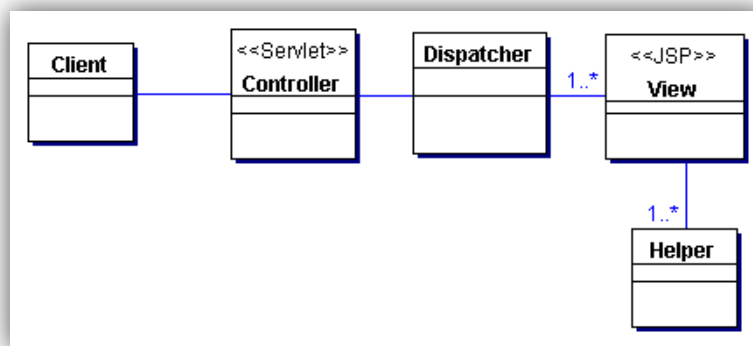 Client
<<Servlet>>
Controller
Dispatcher
1..*
<<JSP>>
View
1..*
Helper